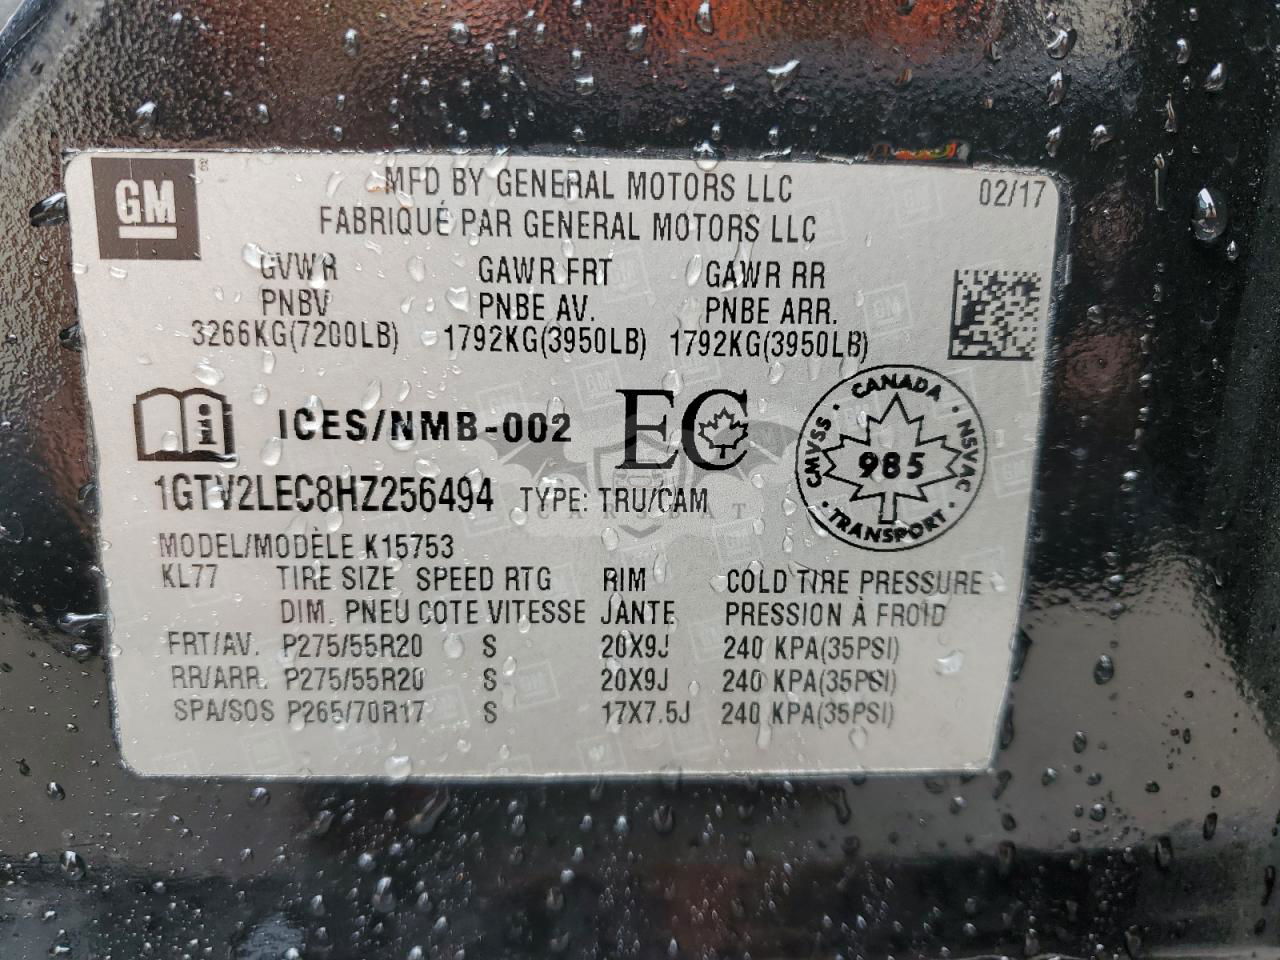 GM
MFD BY GENERAL MOTORS LLC
02/17
FABRIQUÉ PAR GENERAL MOTORS LLC
GVWR GAWR FRT GAWR RR
PNBV PNBE AV. PNBE ARR.
3266KG(7200LB) 1792KG(3950LB) 1792KG(3950LB)
i ICES/NMB-002 EC
CANADA · NSVAC · TRANSPORT · CMVSS ·
985
1GTV2LEC8HZ256494 TYPE: TRU/CAM
MODEL/MODÈLE K15753
KL77 TIRE SIZE SPEED RTG RIM COLD TIRE PRESSURE
DIM. PNEU COTE VITESSE JANTE PRESSION À FROID
FRT/AV. P275/55R20 S 20X9J 240 KPA(35PSI)
RR/ARR. P275/55R20 S 20X9J 240 KPA(35PSI)
SPA/SOS P265/70R17 S 17X7.5J 240 KPA(35PSI)